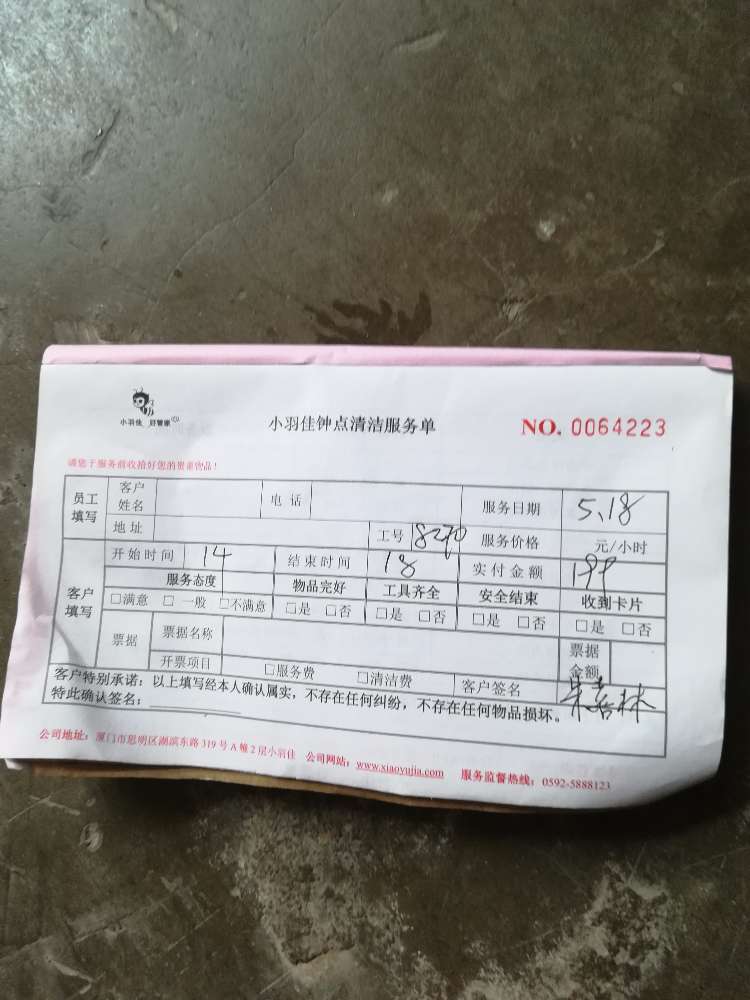 小羽佳 好管家
小羽佳钟点清洁服务单
NO. 0064223
请您于服务前收拾好您的贵重物品!
员工填写 客户姓名 电话 服务日期 5.18
地址 工号 8270 服务价格 元/小时
客户填写 开始时间 14 结束时间 18 实付金额 199
服务态度 物品完好 工具齐全 安全结束 收到卡片
□满意 □一般 □不满意 □是 □否 □是 □否 □是 □否 □是 □否
票据 票据名称 票据金额
开票项目 □服务费 □清洁费 客户签名
客户特别承诺:以上填写经本人确认属实,不存在任何纠纷,不存在任何物品损坏。
特此确认签名:
公司地址:厦门市思明区湖滨东路319号A幢2层小羽佳 公司网站:www.xiaoyujia.com 服务监督热线:0592-5888123